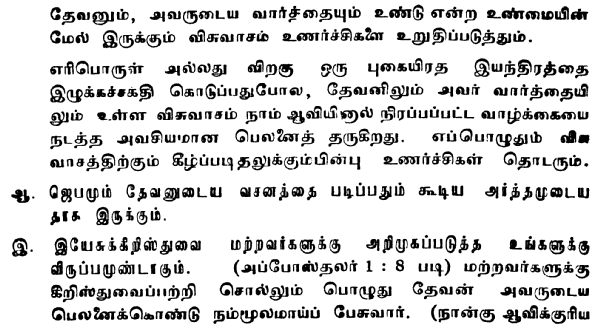 தேவனும், அவருடைய வார்த்தையும் உண்டு என்ற உண்மையின்
மேல் இருக்கும் விசுவாசம் உணர்ச்சிகளை உறுதிப்படுத்தும்.
எரிபொருள் அல்லது விறகு ஒரு புகையிரத இயந்திரத்தை
இழுக்கச்சக்தி கொடுப்பதுபோல, தேவனிலும் அவர் வார்த்தையி
லும் உள்ள விசுவாசம் நாம் ஆவியினால் நிரப்பப்பட்ட வாழ்க்கையை
நடத்த அவசியமான பெலனைத் தருகிறது. எப்பொழுதும் விசு
வாசத்திற்கும் கீழ்ப்படிதலுக்கும்பின்பு உணர்ச்சிகள் தொடரும்.
ஆ. ஜெபமும் தேவனுடைய வசனத்தை படிப்பதும் கூடிய அர்த்தமுடைய
தாக இருக்கும்.
இ. இயேசுக்கிறிஸ்துவை மற்றவர்களுக்கு அறிமுகப்படுத்த உங்களுக்கு
விருப்பமுண்டாகும். (அப்போஸ்தலர் 1 : 8 படி) மற்றவர்களுக்கு
கிறிஸ்துவைப்பற்றி சொல்லும் பொழுது தேவன் அவருடைய
பெலனைக்கொண்டு நம்மூலமாய்ப் பேசுவார். (நான்கு ஆவிக்குரிய